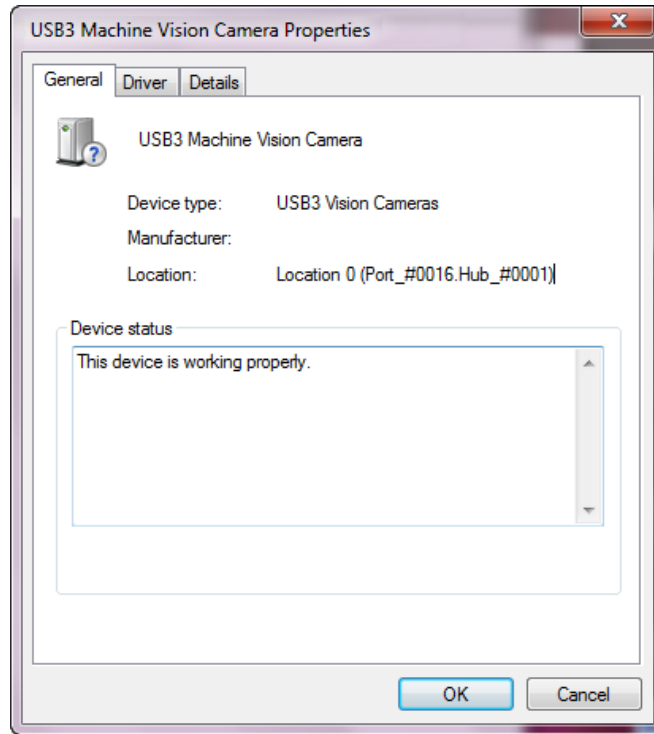 USB3 Machine Vision Camera Properties
General Driver Details
USB3 Machine Vision Camera
Device type: USB3 Vision Cameras
Manufacturer:
Location: Location 0 (Port_#0016.Hub_#0001)
Device status
This device is working properly.
OK Cancel